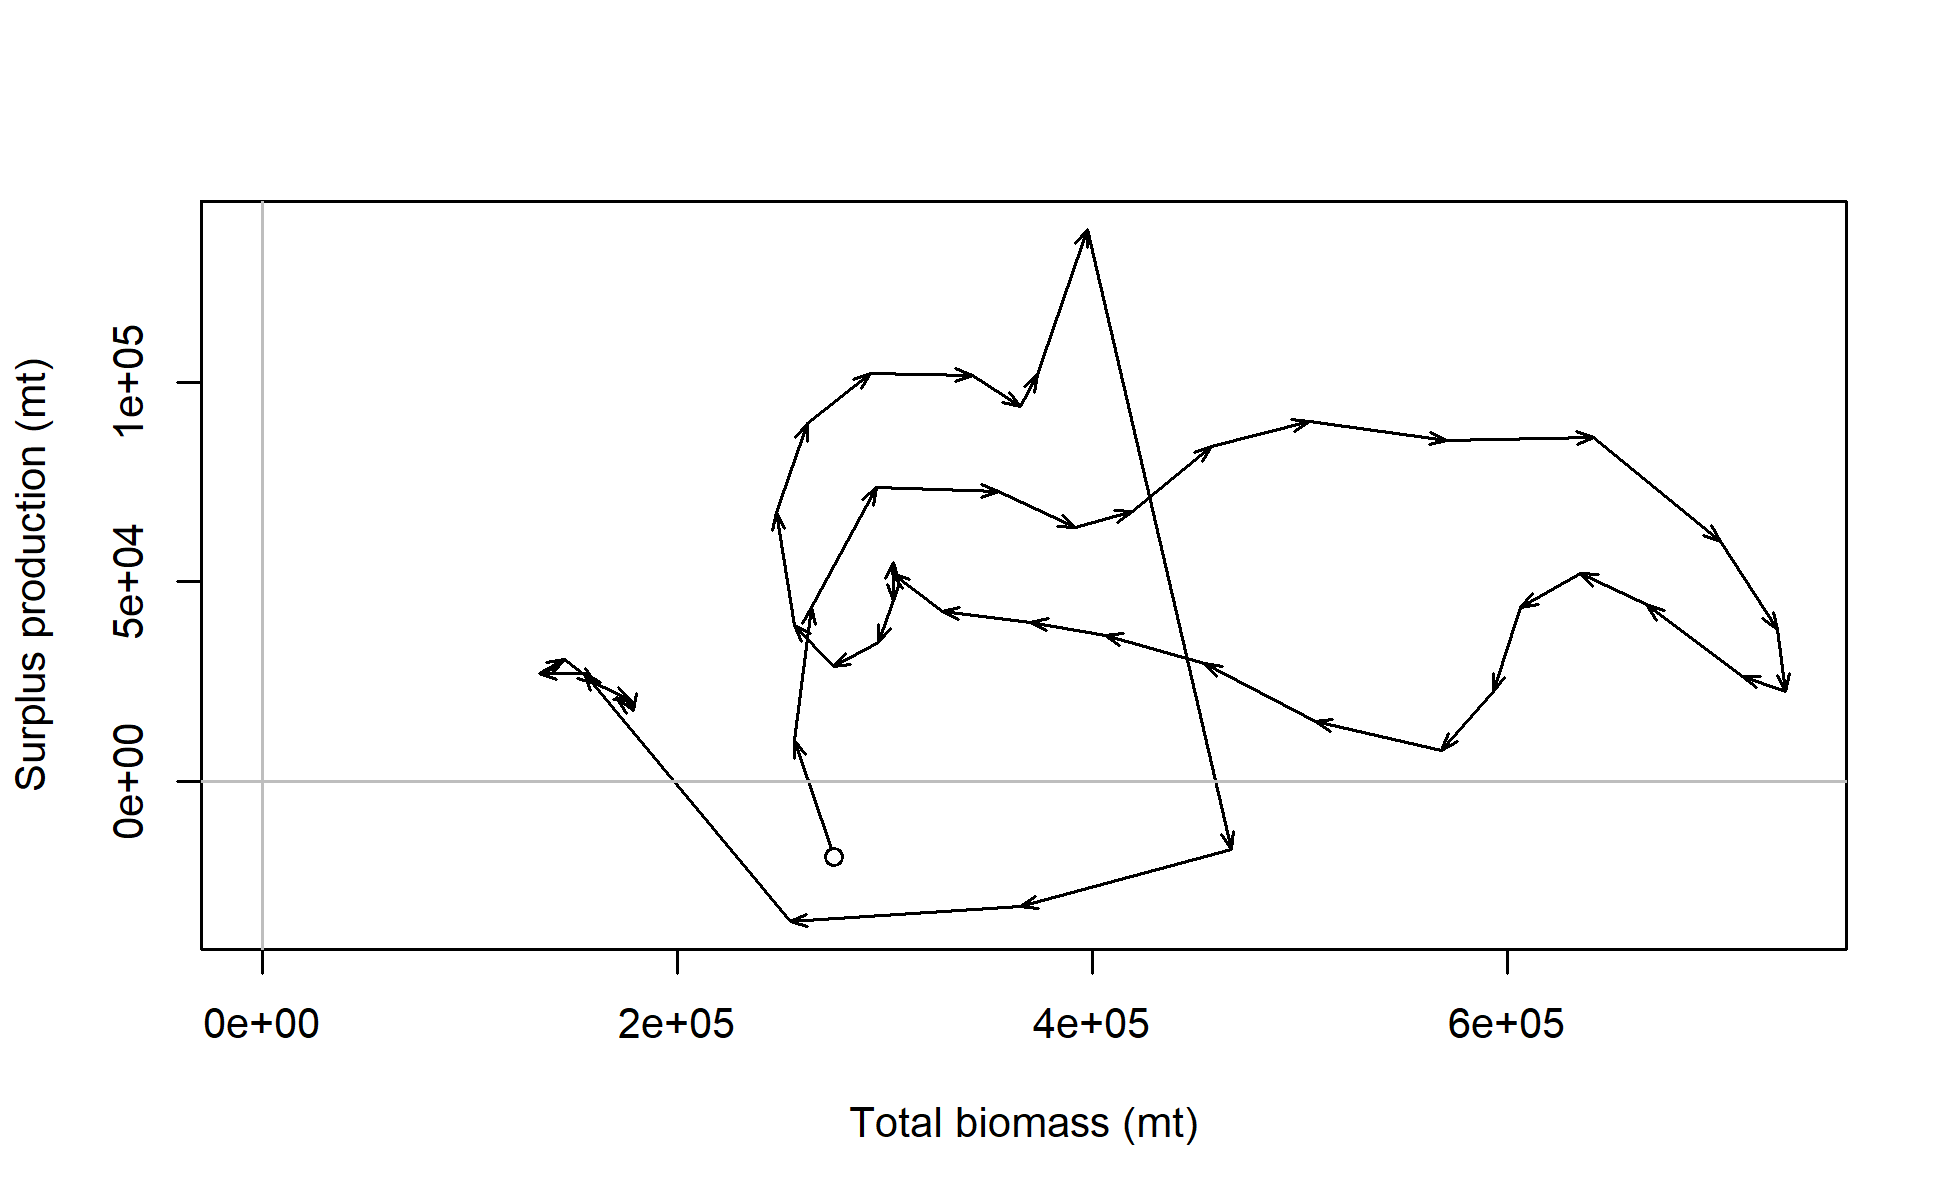 Surplus production (mt)
1e+05
5e+04
0e+00
0e+00 2e+05 4e+05 6e+05
Total biomass (mt)